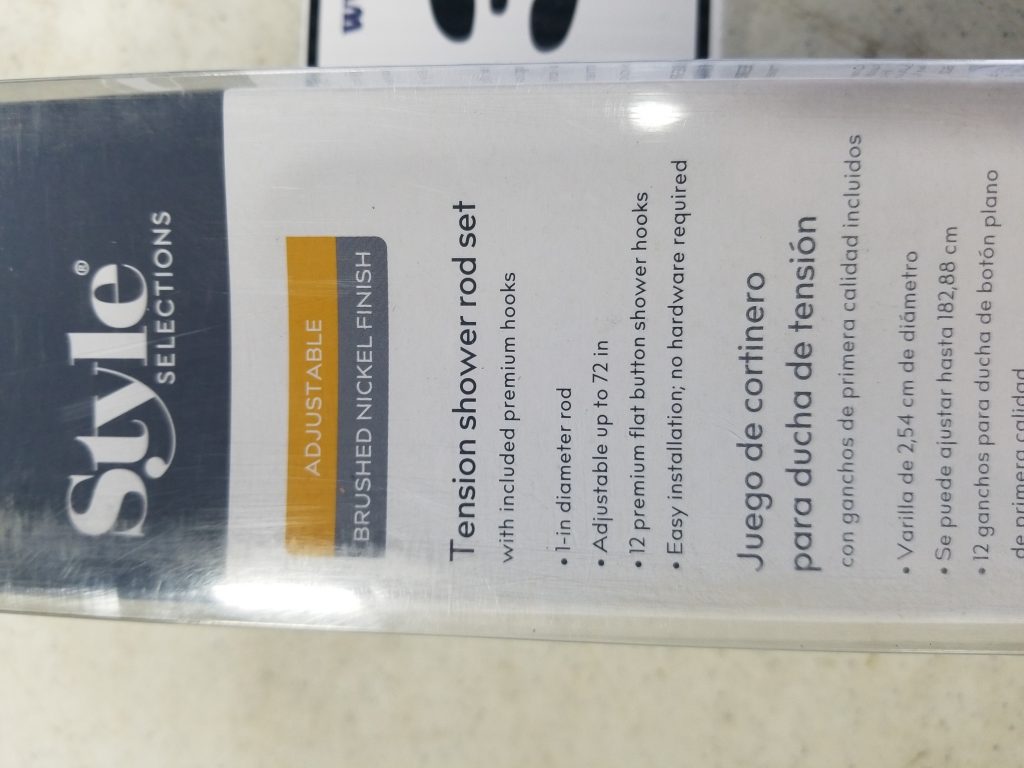 Style®
SELECTIONS
ADJUSTABLE
BRUSHED NICKEL FINISH
Tension shower rod set
with included premium hooks
• 1-in diameter rod
• Adjustable up to 72 in
• 12 premium flat button shower hooks
• Easy installation; no hardware required
Juego de cortinero
para ducha de tensión
con ganchos de primera calidad incluidos
• Varilla de 2,54 cm de diámetro
• Se puede ajustar hasta 182,88 cm
• 12 ganchos para ducha de botón plano
de primera calidad